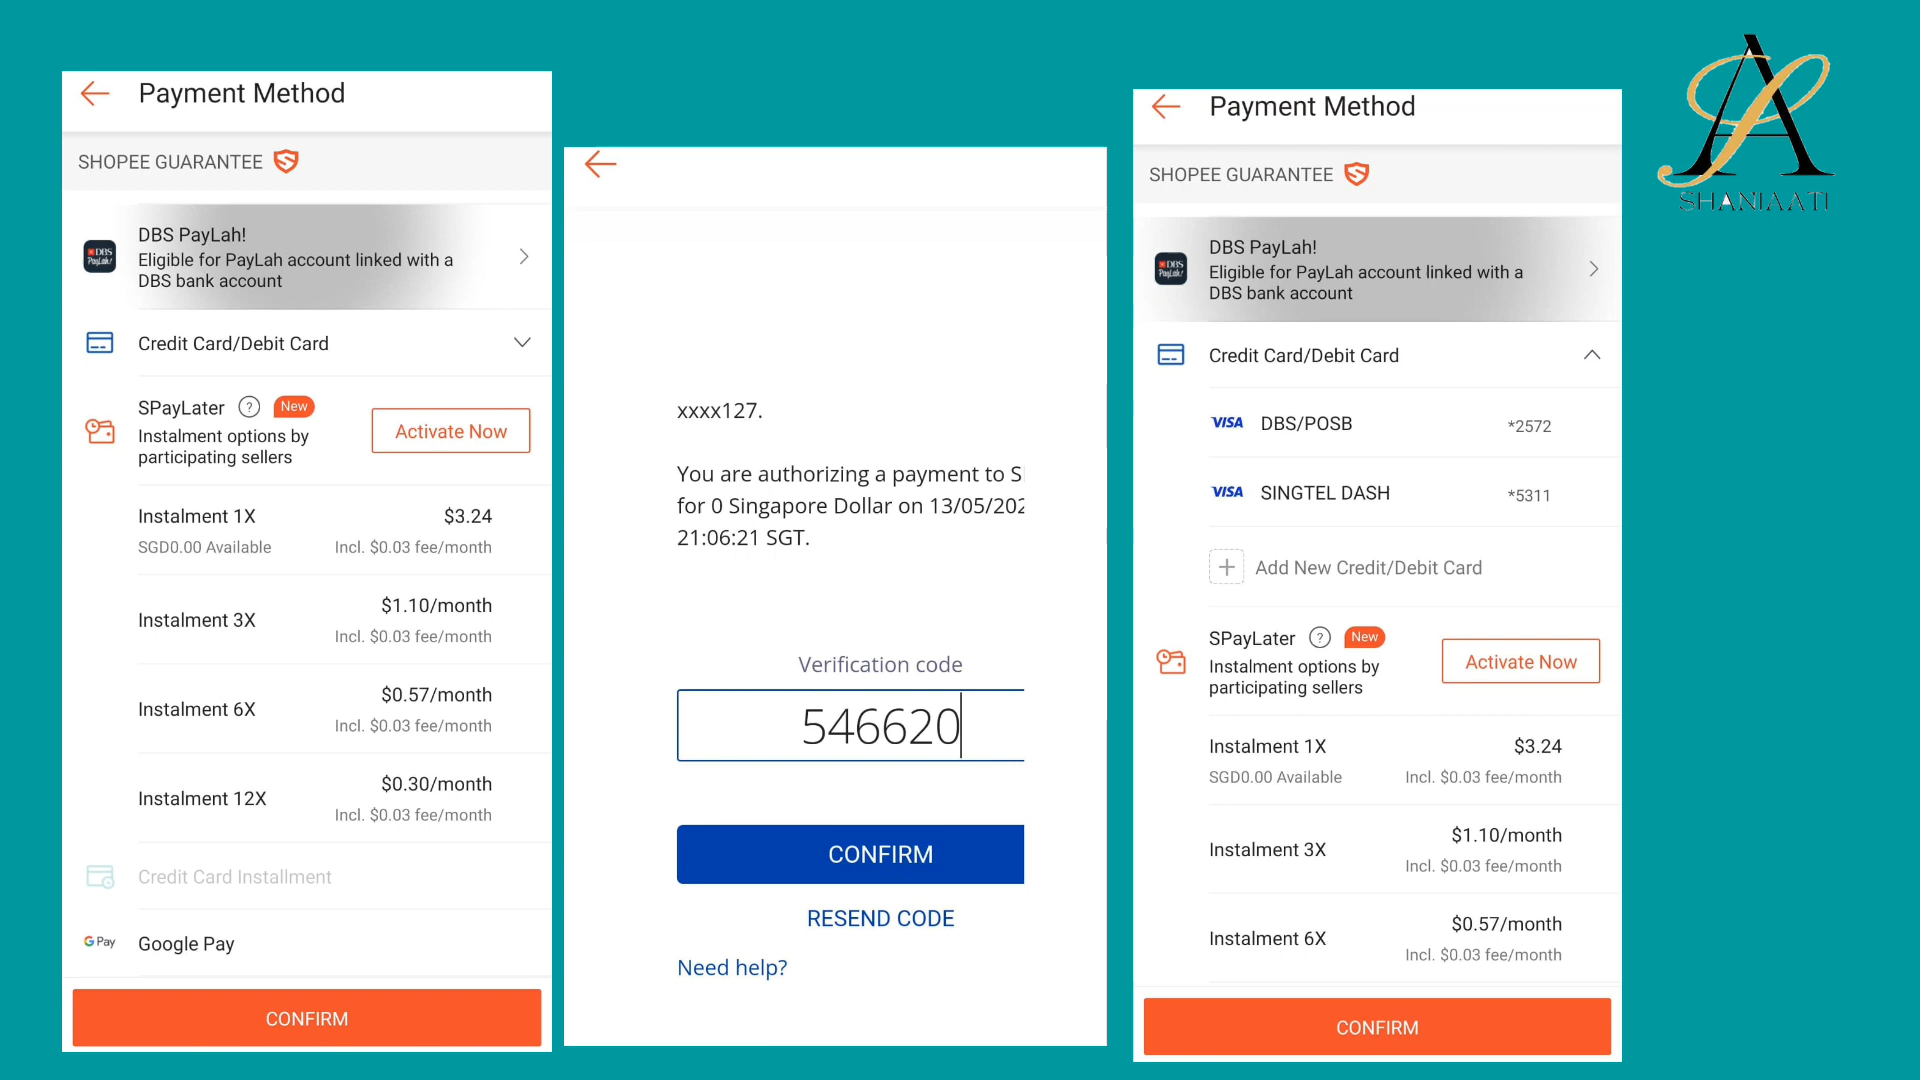 Payment Method
SHOPEE GUARANTEE
DBS PayLah!
Eligible for PayLah account linked with a
DBS bank account
Credit Card/Debit Card
SPayLater ? New
Instalment options by
participating sellers
Activate Now
Instalment 1X $3.24
SGD0.00 Available Incl. $0.03 fee/month
Instalment 3X $1.10/month
Incl. $0.03 fee/month
Instalment 6X $0.57/month
Incl. $0.03 fee/month
Instalment 12X $0.30/month
Incl. $0.03 fee/month
Credit Card Installment
G Pay Google Pay
CONFIRM
xxxx127.
You are authorizing a payment to S
for 0 Singapore Dollar on 13/05/202
21:06:21 SGT.
Verification code
546620
CONFIRM
RESEND CODE
Need help?
Payment Method
SHOPEE GUARANTEE
DBS PayLah!
Eligible for PayLah account linked with a
DBS bank account
Credit Card/Debit Card
VISA DBS/POSB *2572
VISA SINGTEL DASH *5311
Add New Credit/Debit Card
SPayLater ? New
Instalment options by
participating sellers
Activate Now
Instalment 1X $3.24
SGD0.00 Available Incl. $0.03 fee/month
Instalment 3X $1.10/month
Incl. $0.03 fee/month
Instalment 6X $0.57/month
Incl. $0.03 fee/month
CONFIRM
SHANIAATI